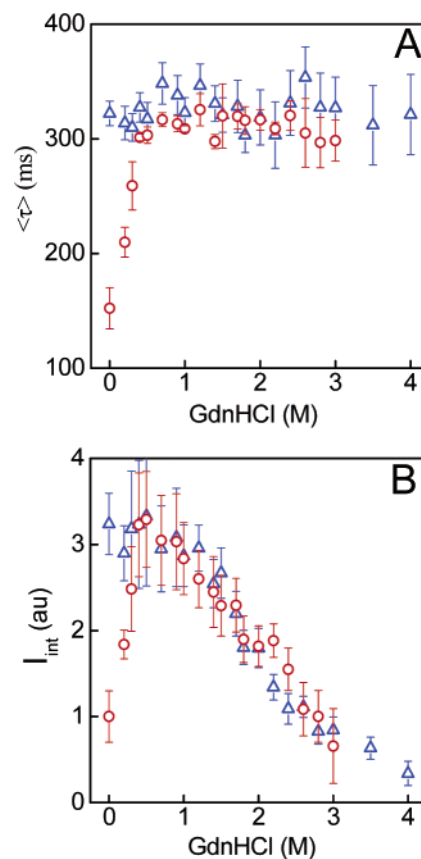 400
A
300
<τ> (ms)
200
100
0 1 2 3 4
GdnHCl (M)
4
B
3
I_int (au)
2
1
0
0 1 2 3 4
GdnHCl (M)